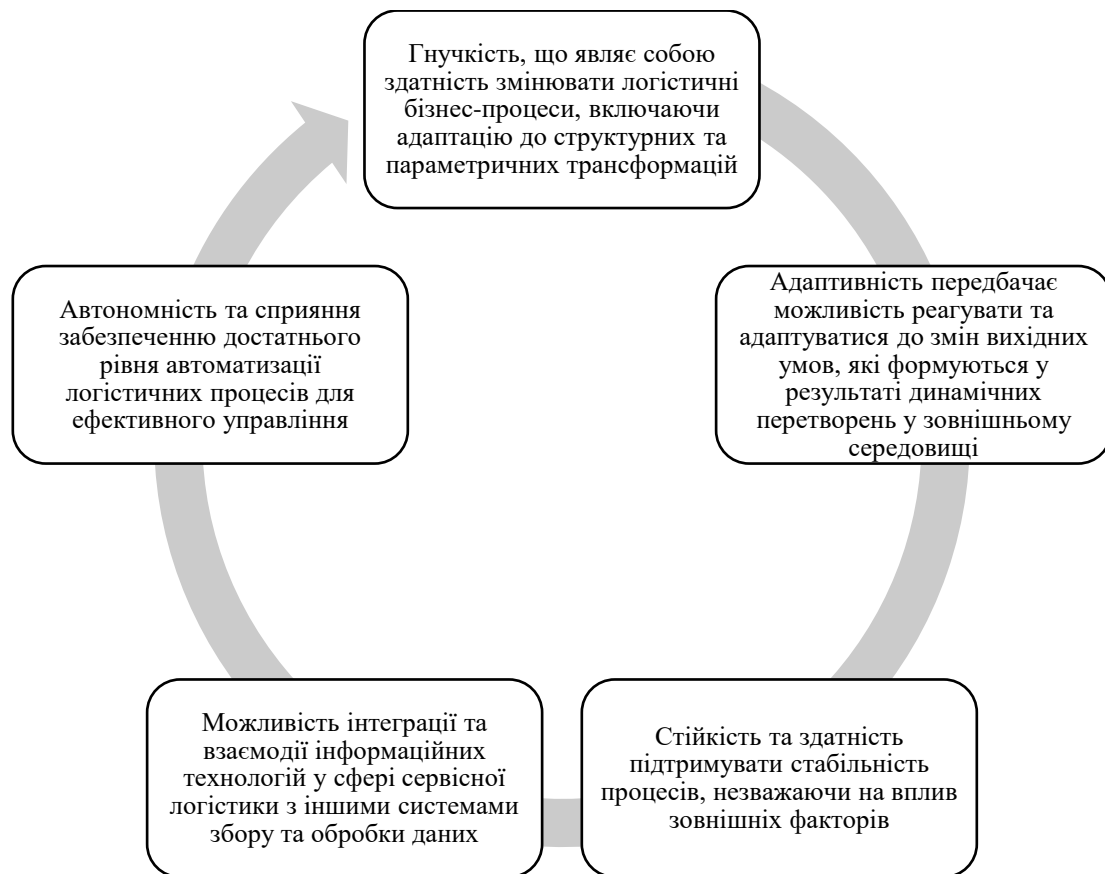 Гнучкість, що являє собою
здатність змінювати логістичні
бізнес-процеси, включаючи
адаптацію до структурних та
параметричних трансформацій
Адаптивність передбачає
можливість реагувати та
адаптуватися до змін вихідних
умов, які формуються у
результаті динамічних
перетворень у зовнішньому
середовищі
Стійкість та здатність
підтримувати стабільність
процесів, незважаючи на вплив
зовнішніх факторів
Можливість інтеграції та
взаємодії інформаційних
технологій у сфері сервісної
логістики з іншими системами
збору та обробки даних
Автономність та сприяння
забезпеченню достатнього
рівня автоматизації
логістичних процесів для
ефективного управління